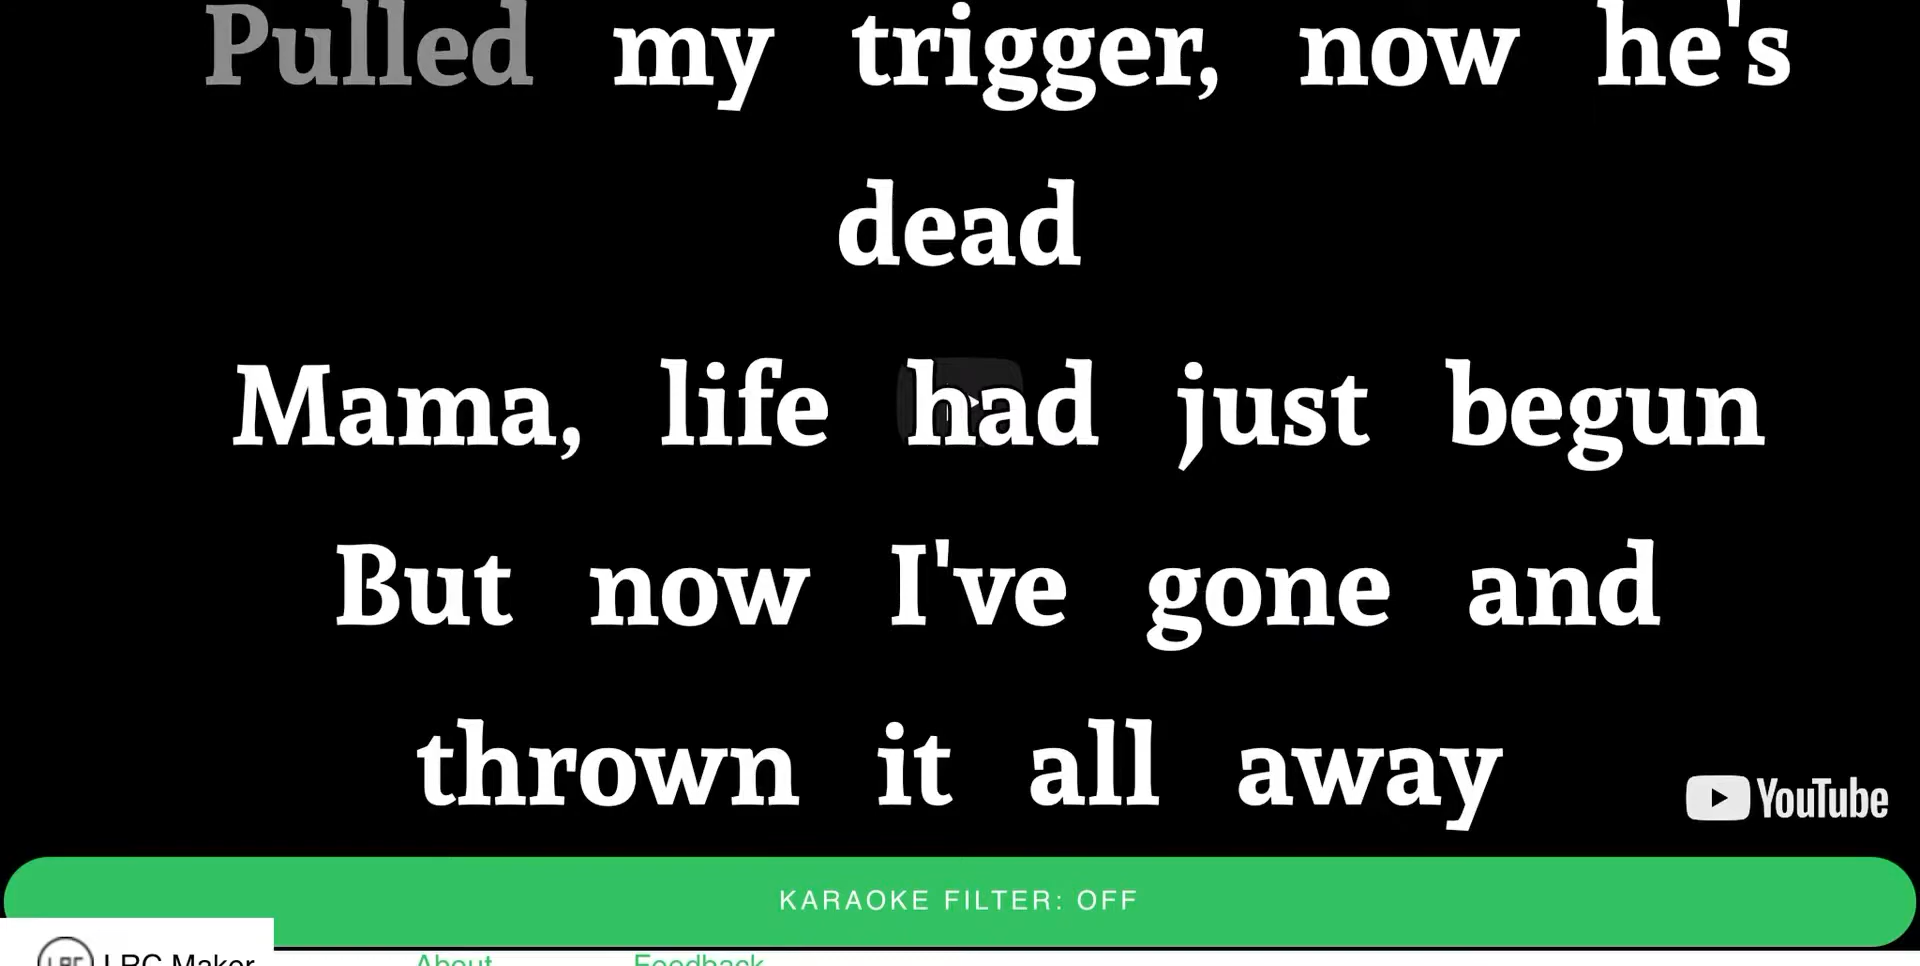 Pulled my trigger, now he's
dead
Mama, life had just begun
But now I've gone and
thrown it all away
YouTube
KARAOKE FILTER: OFF
LRC Maker About Feedback